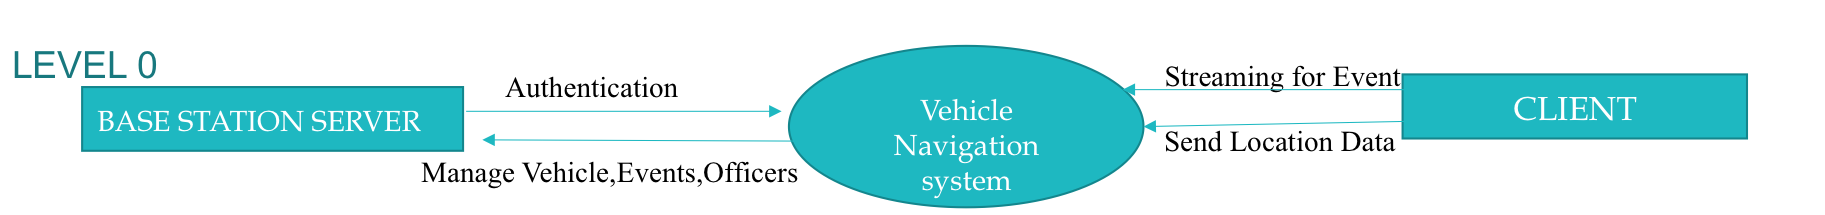 LEVEL 0
BASE STATION SERVER
Authentication
Manage Vehicle,Events,Officers
Vehicle
Navigation
system
Streaming for Event
Send Location Data
CLIENT